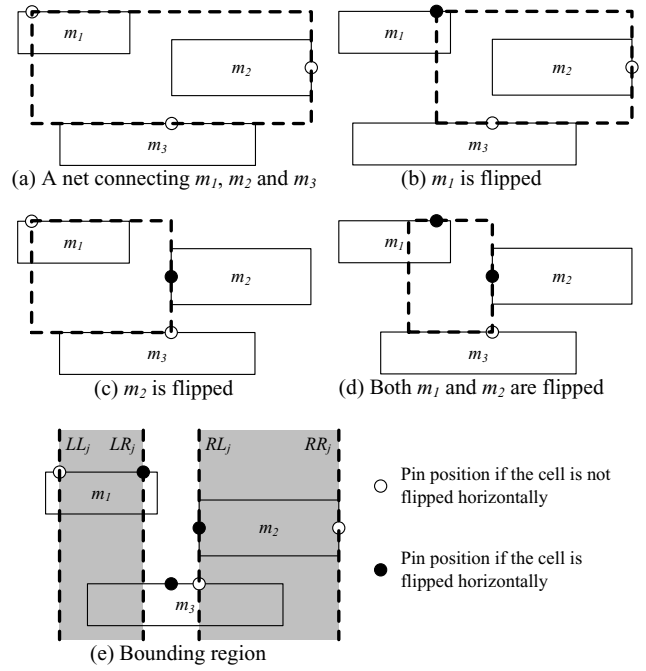 m1
m2
m3
(a) A net connecting m1, m2 and m3
m1
m2
m3
(b) m1 is flipped
m1
m2
m3
(c) m2 is flipped
m1
m2
m3
(d) Both m1 and m2 are flipped
LLj LRj RLj RRj
m1
m2
m3
(e) Bounding region
Pin position if the cell is not
flipped horizontally
Pin position if the cell is
flipped horizontally